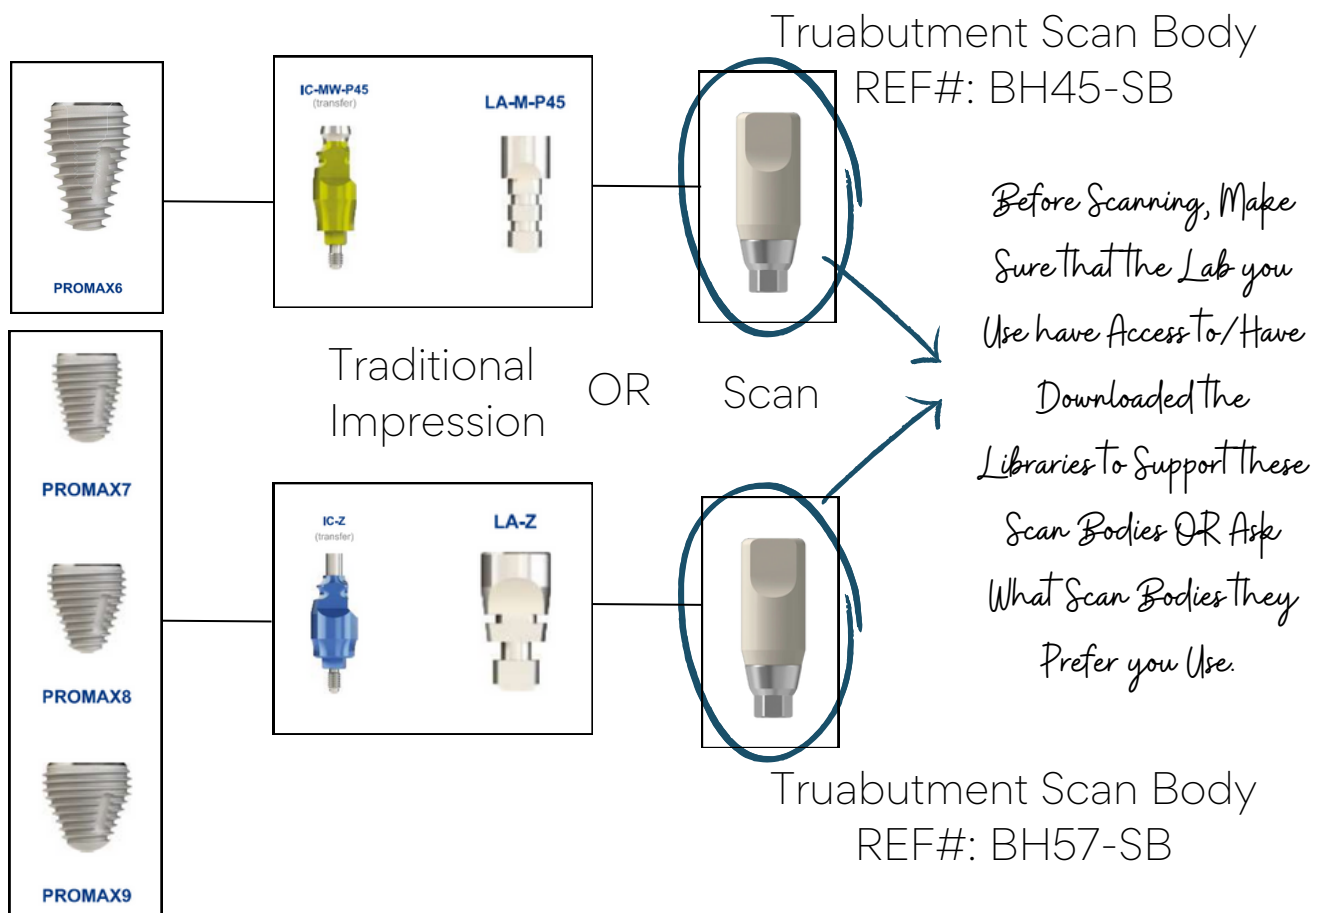 Truabutment Scan Body
REF#: BH45-SB
IC-MW-P45
(transfer)
LA-M-P45
PROMAX6
Before Scanning, Make
Sure that the Lab you
Use have Access to/Have
Downloaded the
Libraries to Support these
Scan Bodies OR Ask
What Scan Bodies they
Prefer you Use.
Traditional
Impression
OR
Scan
PROMAX7
PROMAX8
PROMAX9
IC-Z
(transfer)
LA-Z
Truabutment Scan Body
REF#: BH57-SB